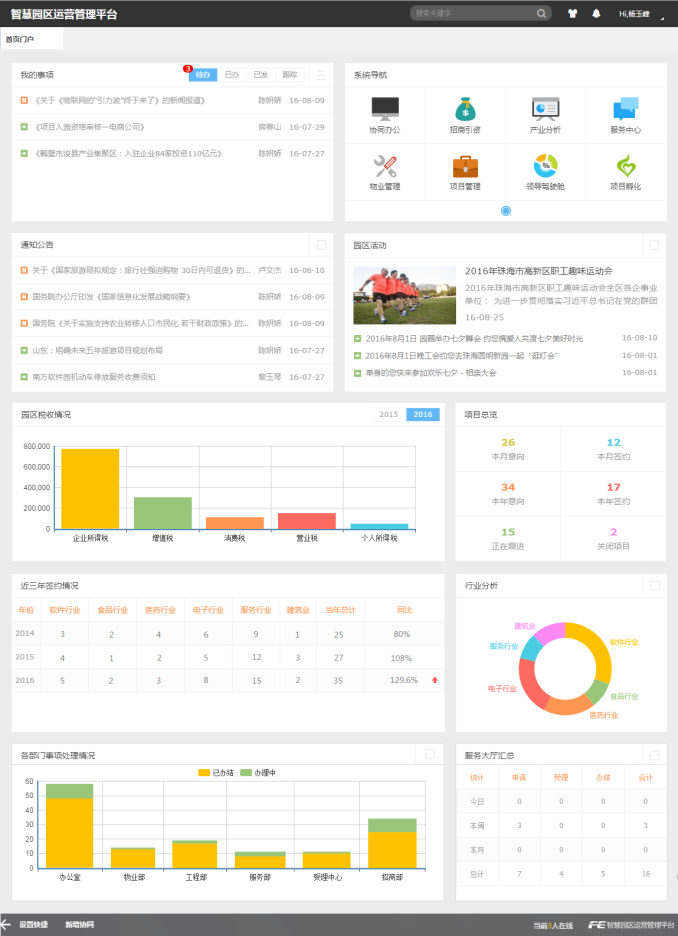 智慧园区运营管理平台
搜索关键字
Hi,杨玉峰
首页门户
我的事项
3
待办 已办 已发 跟踪
《关于《物联网的"引力波"终于来了》的新闻报道》 陈妍娇 16-08-09
《项目入园资格审核—电商公司》 房靠山 16-07-29
《鹤壁市浚县产业集聚区:入驻企业84家投资110亿元》 陈妍娇 16-07-27
系统导航
协同办公 招商引资 产业分析 服务中心
物业管理 项目管理 领导驾驶舱 项目孵化
通知公告
关于《国家旅游局拟规定:旅行社强迫购物 30日内可退货》的... 卢文杰 16-08-10
国务院办公厅印发《国家信息化发展战略纲要》 陈妍娇 16-08-09
国务院《关于实施支持农业转移人口市民化 若干财政政策》的... 陈妍娇 16-08-09
山东:明确未来五年旅游项目规划布局 陈妍娇 16-07-27
南方软件园机动车停放服务收费须知 黎玉琴 16-07-27
园区活动
2016年珠海市高新区职工趣味运动会
2016年珠海市高新区职工趣味运动会全区各企事业
单位: 为进一步贯彻落实习近平总书记在党的群团
16-08-25
2016年8月1日 园慕举办七夕舞会 约您携爱人共渡七夕美好时光 16-08-10
2016年8月1日晚工会约您去珠海圆明新园一起“逛灯会” 16-08-01
单身的您快来参加欢乐七夕 - 相亲大会 16-08-01
园区税收情况
2015 2016
800,000
600,000
400,000
200,000
0
企业所得税 增值税 消费税 营业税 个人所得税
项目总览
26 12
本月意向 本月签约
34 17
本年意向 本年签约
15 2
正在跟进 关闭项目
近三年签约情况
年份 软件行业 食品行业 医药行业 电子行业 服务行业 建筑业 当年总计 同比
2014 3 2 4 6 9 1 25 80%
2015 4 1 2 5 12 3 27 108%
2016 5 2 3 8 15 2 35 129.6%
行业分析
建筑业
软件行业
服务行业
电子行业
食品行业
医药行业
各部门事项处理情况
已办结 办理中
60
50
40
30
20
10
0
办公室 物业部 工程部 服务部 受理中心 招商部
服务大厅汇总
统计 申请 受理 办结 合计
今日 0 0 0 0
本周 3 0 0 3
本月 0 0 0 0
总计 7 4 5 16
设置快捷 新增协同
当前3人在线
FE智慧园区运营管理平台